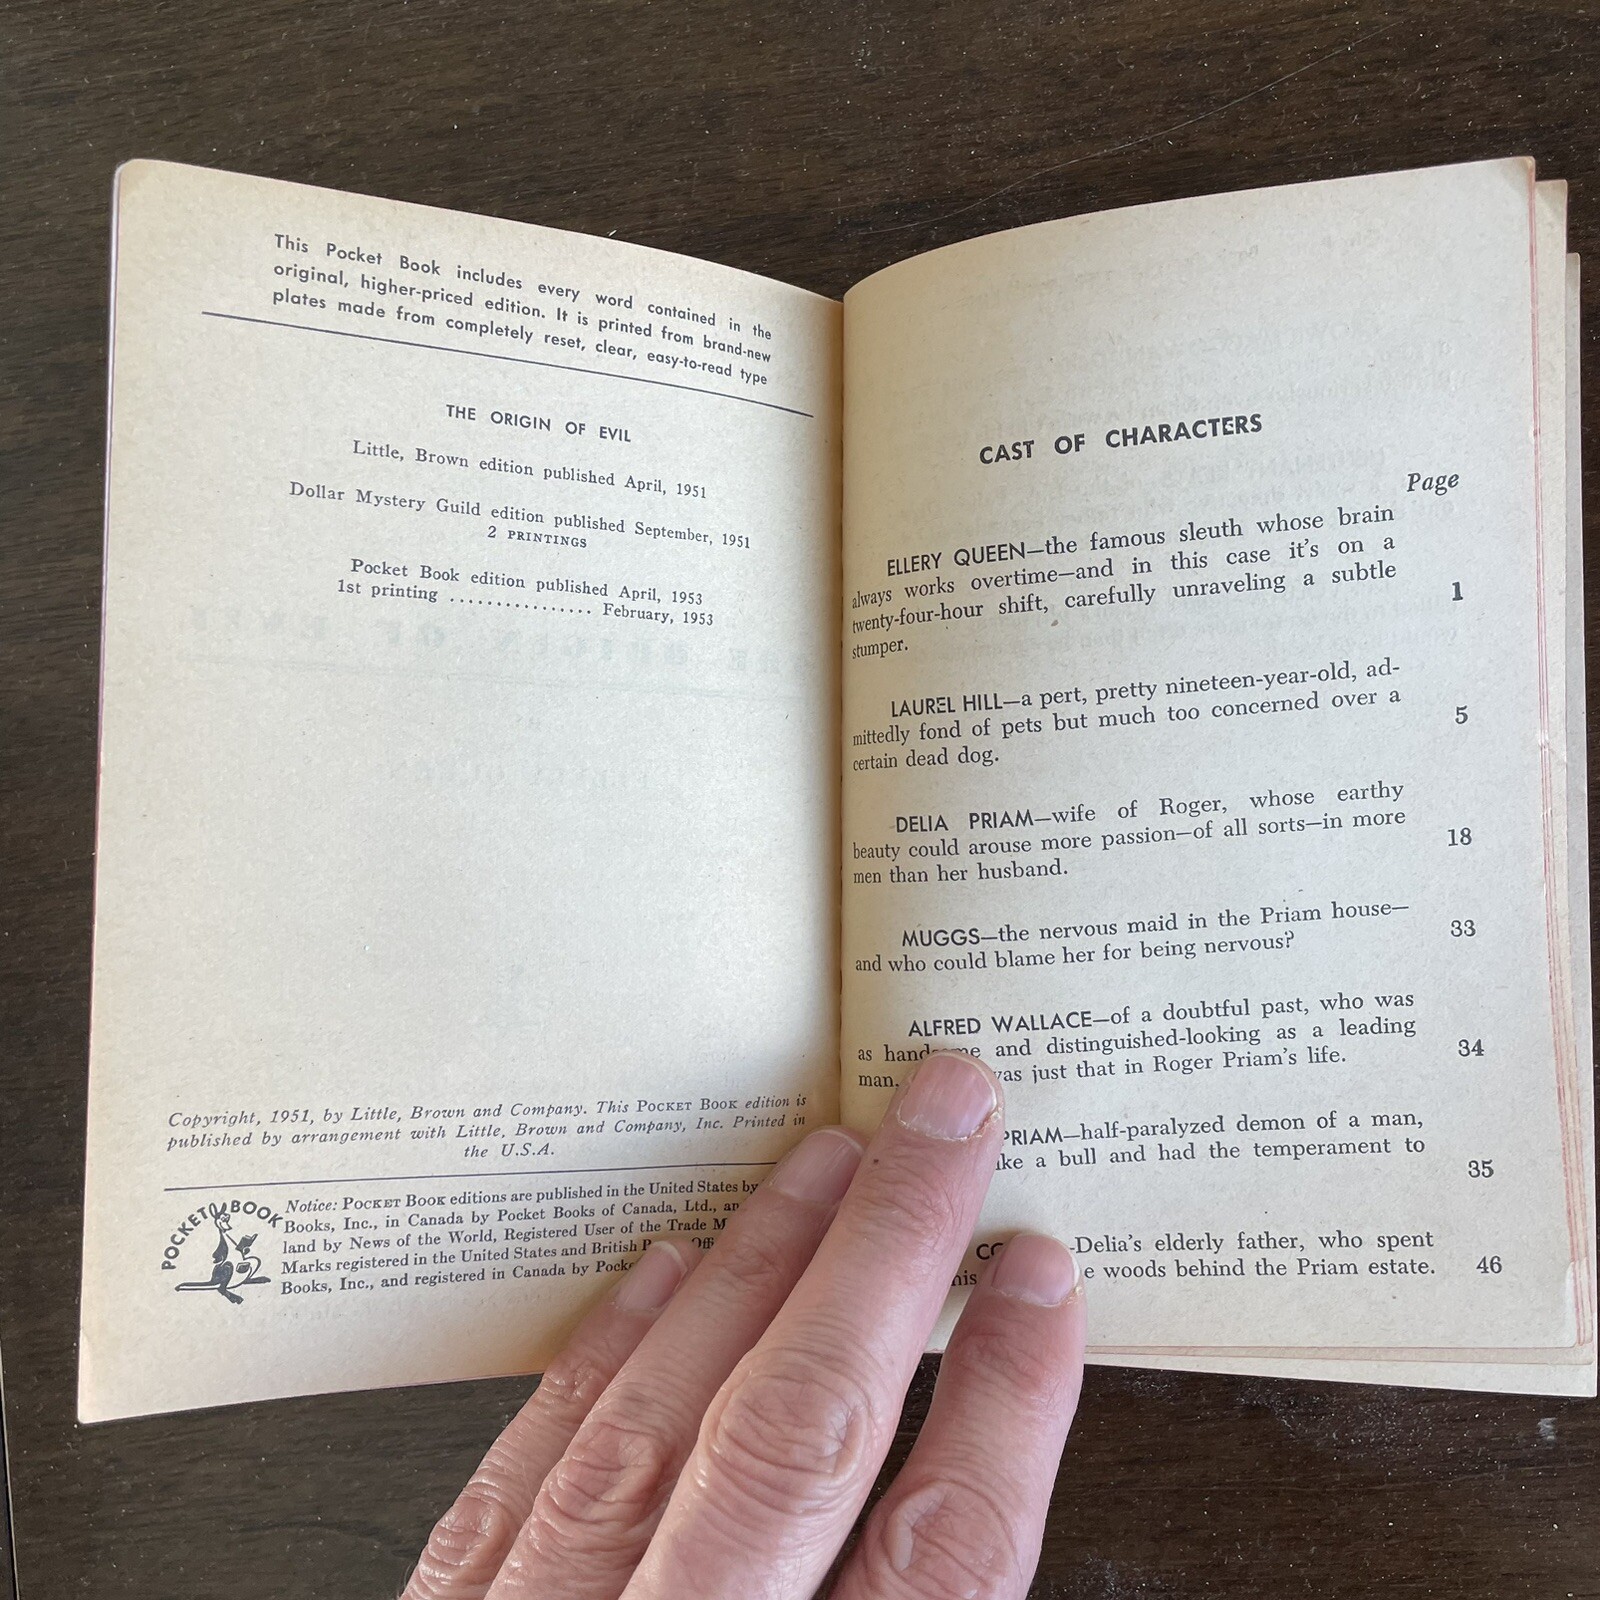 This Pocket Book includes every word contained in the
original, higher-priced edition. It is printed from brand-new
plates made from completely reset, clear, easy-to-read type
THE ORIGIN OF EVIL
Little, Brown edition published April, 1951
Dollar Mystery Guild edition published September, 1951
2 PRINTINGS
Pocket Book edition published April, 1953
1st printing ................ February, 1953
Copyright, 1951, by Little, Brown and Company. This POCKET BOOK edition is
published by arrangement with Little, Brown and Company, Inc. Printed in
the U.S.A.
POCKET BOOK
Notice: POCKET BOOK editions are published in the United States by
Books, Inc., in Canada by Pocket Books of Canada, Ltd.,
land by News of the World, Registered User of the Trade
Marks registered in the United States and British
Books, Inc., and registered in Canada by
CAST OF CHARACTERS
Page
ELLERY QUEEN—the famous sleuth whose brain
always works overtime—and in this case it's on a
twenty-four-hour shift, carefully unraveling a subtle
stumper. 1
LAUREL HILL—a pert, pretty nineteen-year-old, ad-
mittedly fond of pets but much too concerned over a
certain dead dog. 5
DELIA PRIAM—wife of Roger, whose earthy
beauty could arouse more passion—of all sorts—in more
men than her husband. 18
MUGGS—the nervous maid in the Priam house—
and who could blame her for being nervous? 33
ALFRED WALLACE—of a doubtful past, who was
as handsome and distinguished-looking as a leading
man, was just that in Roger Priam's life. 34
PRIAM—half-paralyzed demon of a man,
a bull and had the temperament to
35
Delia's elderly father, who spent
woods behind the Priam estate. 46